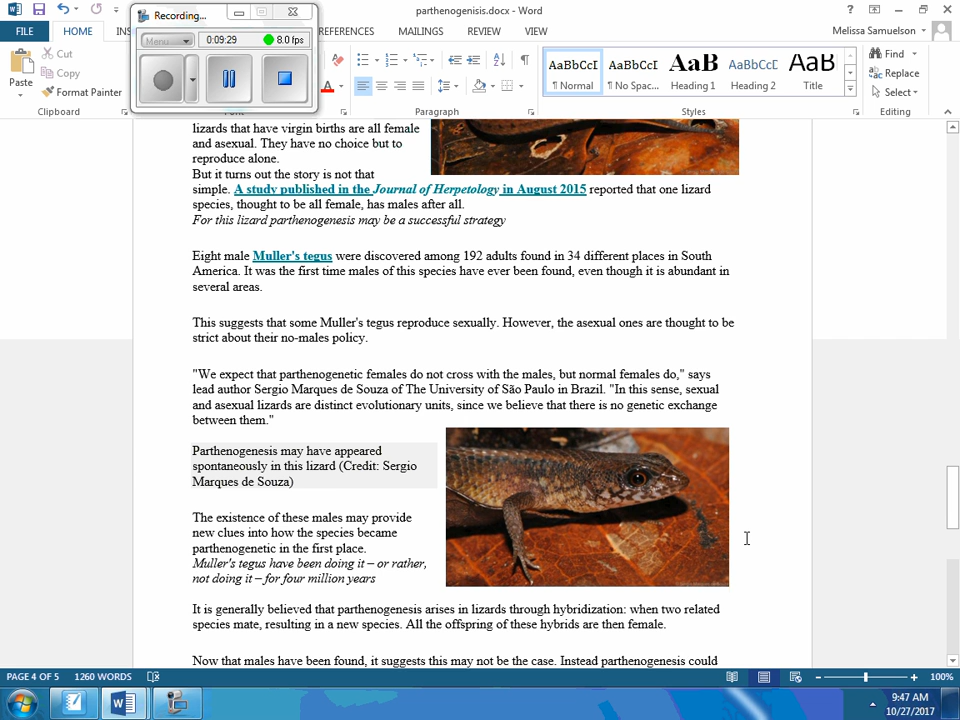 Recording...
Menu
0:09:29
8.0 fps
parthenogenisis.docx - Word
?
FILE
HOME
REFERENCES
MAILINGS
REVIEW
VIEW
Melissa Samuelson
Paste
Cut
Copy
Format Painter
Clipboard
Paragraph
AaBbCcI
¶ Normal
AaBbCcI
¶ No Spac...
AaB
Heading 1
AaBbCcI
Heading 2
AaB
Title
Styles
Find
Replace
Select
Editing
lizards that have virgin births are all female
and asexual. They have no choice but to
reproduce alone.
But it turns out the story is not that
simple. A study published in the Journal of Herpetology in August 2015 reported that one lizard
species, thought to be all female, has males after all.
For this lizard parthenogenesis may be a successful strategy
Eight male Muller's tegus were discovered among 192 adults found in 34 different places in South
America. It was the first time males of this species have ever been found, even though it is abundant in
several areas.
This suggests that some Muller's tegus reproduce sexually. However, the asexual ones are thought to be
strict about their no-males policy.
"We expect that parthenogenetic females do not cross with the males, but normal females do," says
lead author Sergio Marques de Souza of The University of São Paulo in Brazil. "In this sense, sexual
and asexual lizards are distinct evolutionary units, since we believe that there is no genetic exchange
between them."
Parthenogenesis may have appeared
spontaneously in this lizard (Credit: Sergio
Marques de Souza)
The existence of these males may provide
new clues into how the species became
parthenogenetic in the first place.
Muller's tegus have been doing it – or rather,
not doing it – for four million years
It is generally believed that parthenogenesis arises in lizards through hybridization: when two related
species mate, resulting in a new species. All the offspring of these hybrids are then female.
Now that males have been found, it suggests this may not be the case. Instead parthenogenesis could
PAGE 4 OF 5
1260 WORDS
100%
9:47 AM
10/27/2017